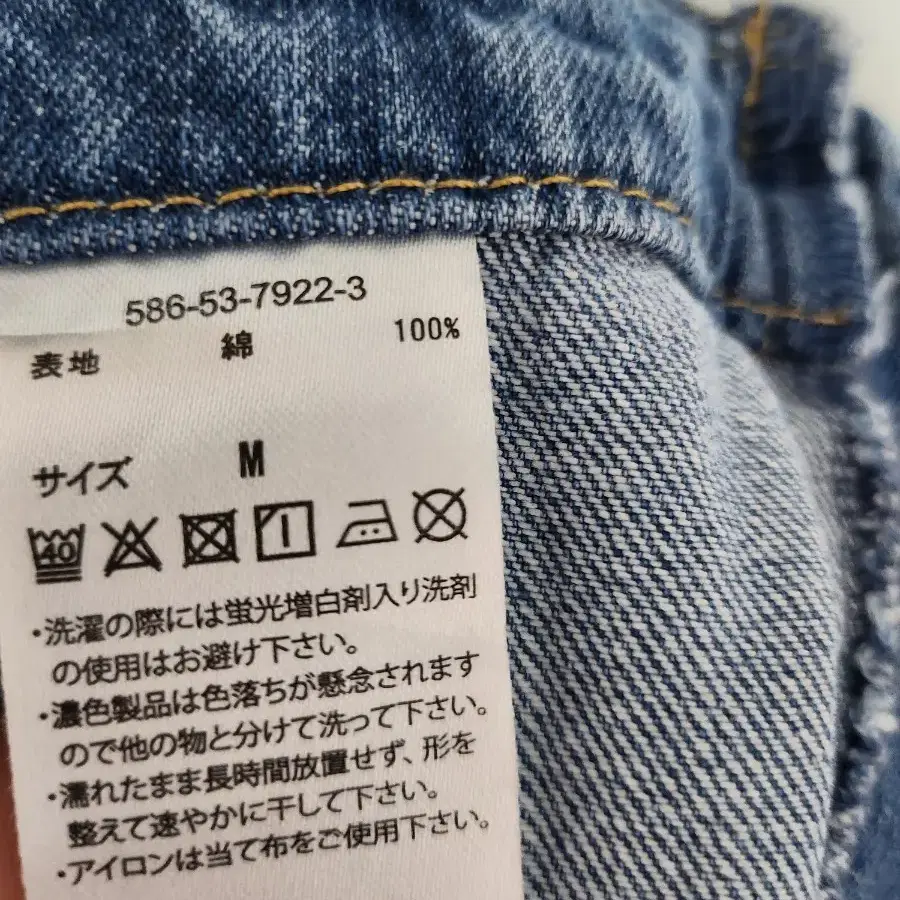 586-53-7922-3
表地 綿 100%
サイズ M
40
・洗濯の際には蛍光増白剤入り洗剤
の使用はお避け下さい。
・濃色製品は色落ちが懸念されます
ので他の物と分けて洗って下さい。
・濡れたまま長時間放置せず、形を
整えて速やかに干して下さい。
・アイロンは当て布をご使用下さい。